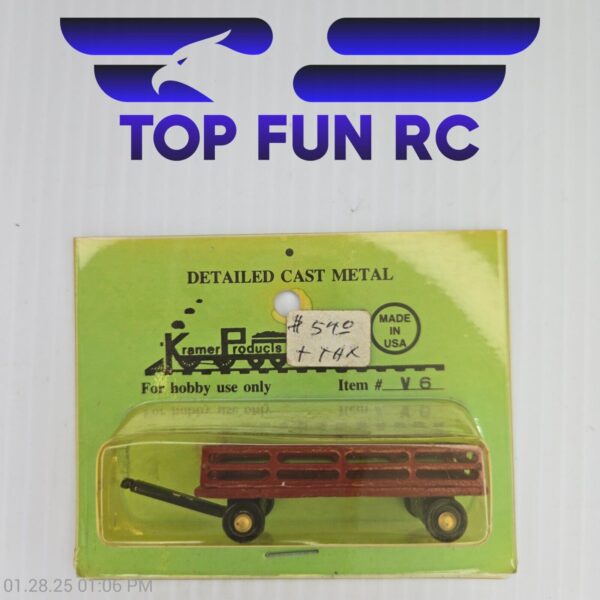 TOP FUN RC
DETAILED CAST METAL
$ 540
+ TAX
MADE
IN
USA
Kramer Products
For hobby use only
Item # V 6
01.28.25 01:06 PM